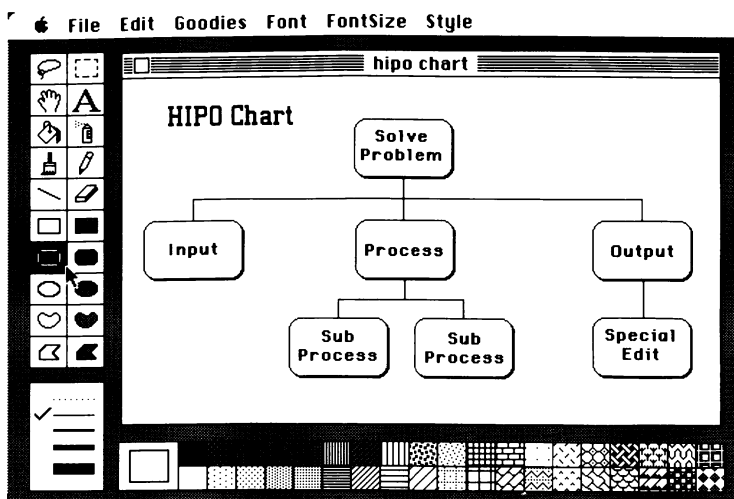 File Edit Goodies Font FontSize Style
hipo chart
A
HIPO Chart
Solve
Problem
Input
Process
Output
Sub
Process
Sub
Process
Special
Edit